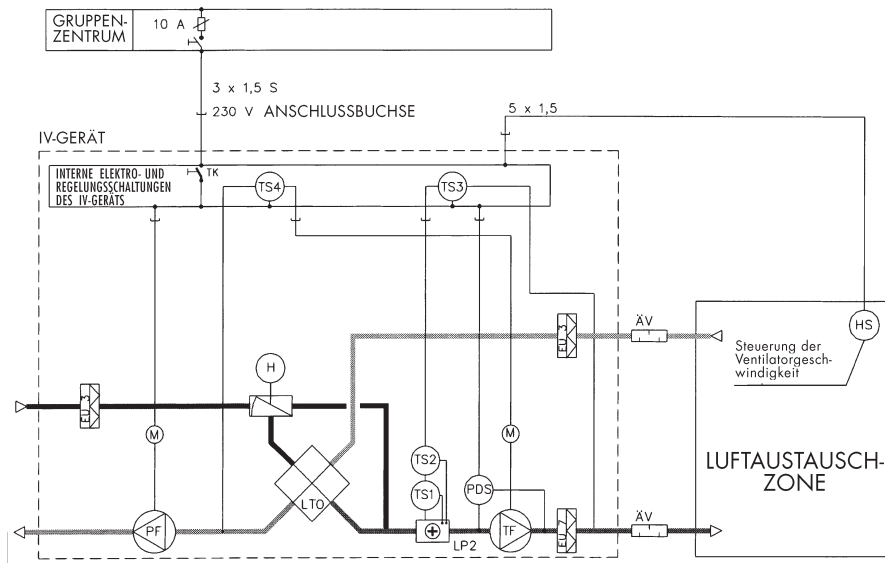 GRUPPEN-
ZENTRUM
10 A
3 x 1,5 S
230 V ANSCHLUSSBUCHSE
5 x 1,5
IV-GERÄT
INTERNE ELEKTRO- UND
REGELUNGSSCHALTUNGEN
DES IV-GERÄTS
TK
TS4
TS3
HS
EU 3
ÄV
Steuerung der
Ventilatorgesch-
windigkeit
H
EU 3
M
M
LTO
TS2
TS1
PDS
LUFTAUSTAUSCH-
ZONE
PF
LP2
TF
EU 7
ÄV